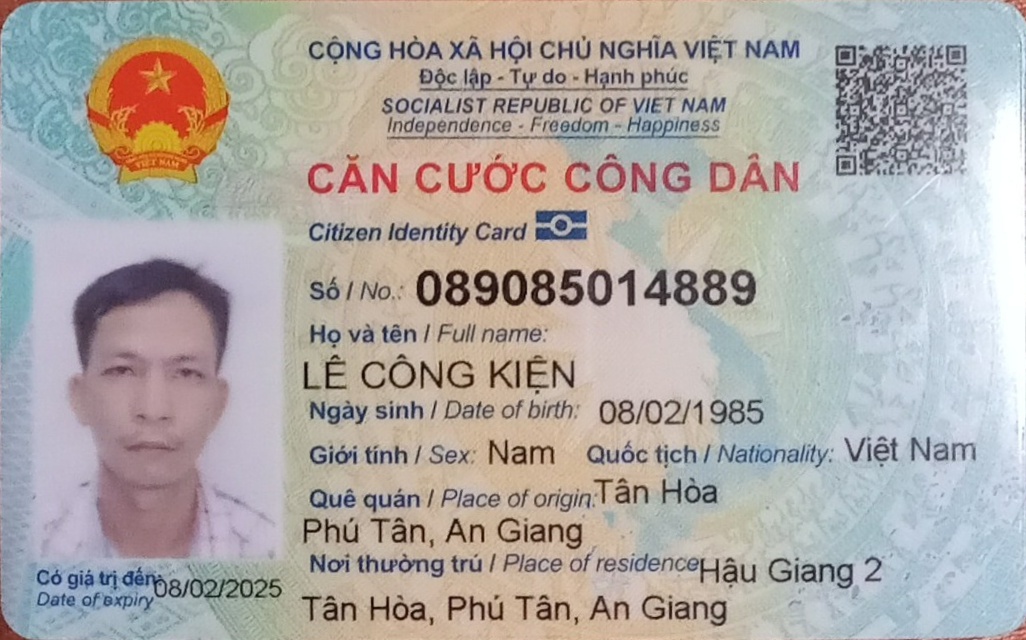 CỘNG HÒA XÃ HỘI CHỦ NGHĨA VIỆT NAM
Độc lập - Tự do - Hạnh phúc
SOCIALIST REPUBLIC OF VIET NAM
Independence - Freedom - Happiness
CĂN CƯỚC CÔNG DÂN
Citizen Identity Card
Số / No.: 089085014889
Họ và tên / Full name:
LÊ CÔNG KIỆN
Ngày sinh / Date of birth: 08/02/1985
Giới tính / Sex: Nam Quốc tịch / Nationality: Việt Nam
Quê quán / Place of origin: Tân Hòa
Phú Tân, An Giang
Nơi thường trú / Place of residence Hậu Giang 2
Tân Hòa, Phú Tân, An Giang
Có giá trị đến: 08/02/2025
Date of expiry
VIỆT NAM